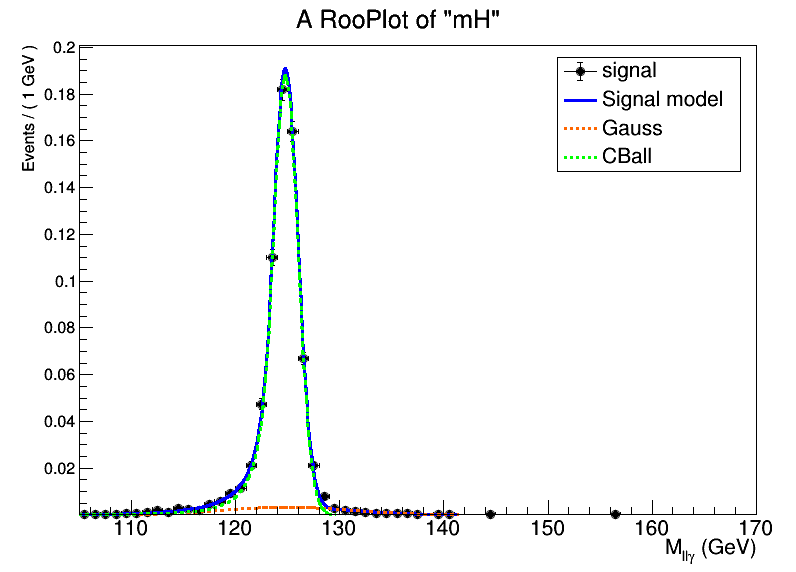 A RooPlot of "mH"
Events / ( 1 GeV )
0.2
0.18
0.16
0.14
0.12
0.1
0.08
0.06
0.04
0.02
signal
Signal model
Gauss
CBall
110 120 130 140 150 160 170
M_llγ (GeV)